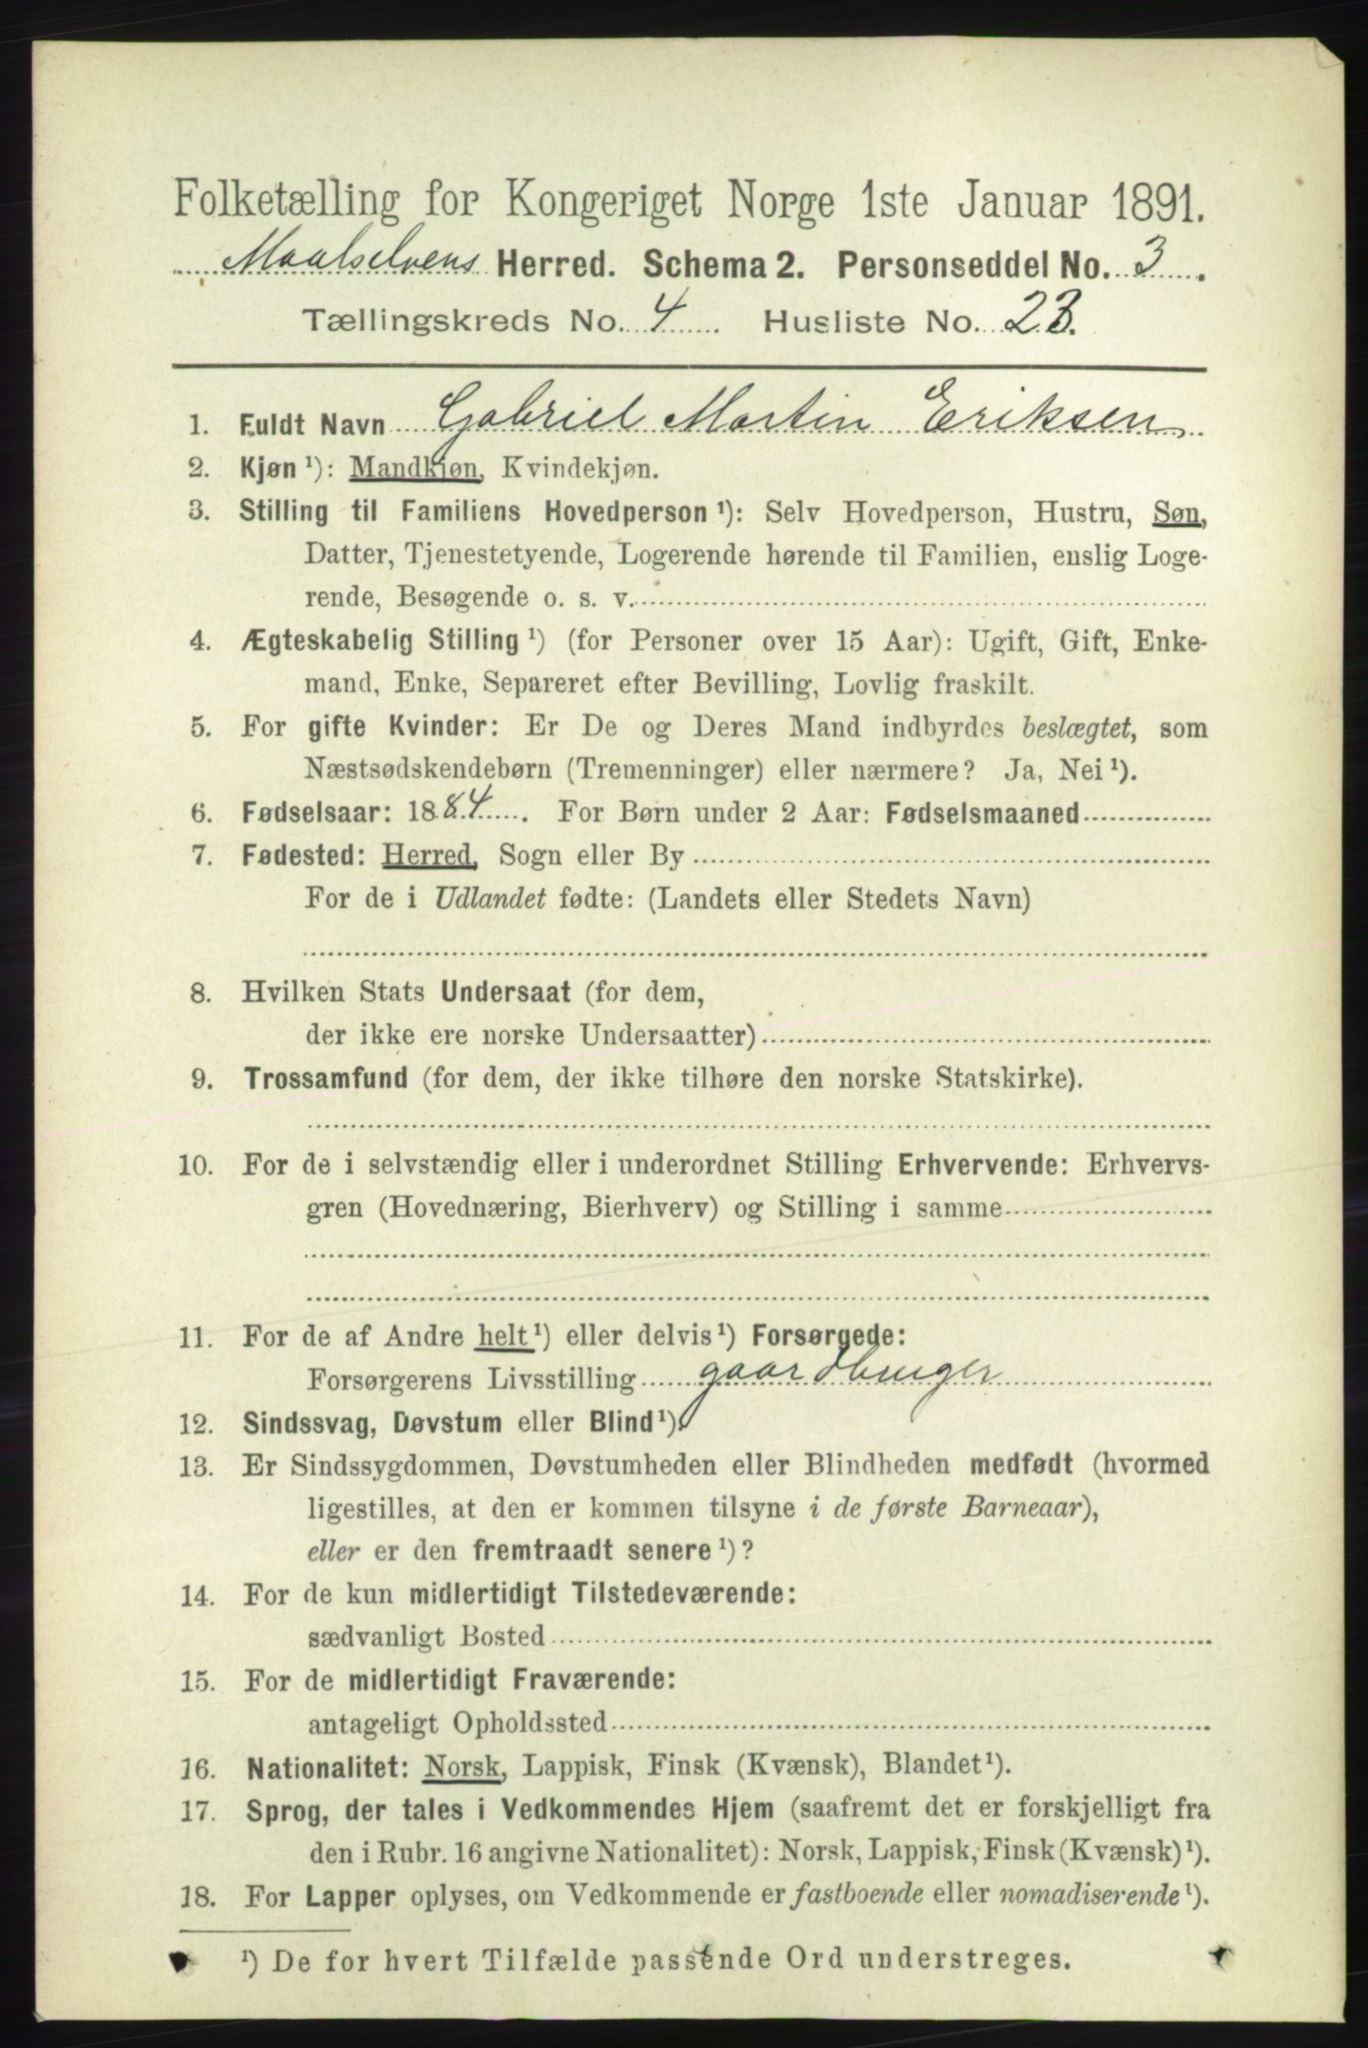 Folketælling for Kongeriget Norge 1ste Januar 1891.
Maalselvens Herred. Schema 2. Personseddel No. 3.
Tællingskreds No. 4 Husliste No. 23.
1. Fuldt Navn Gabriel Martin Eriksen
2. Kjøn ¹): Mandkjøn, Kvindekjøn.
3. Stilling til Familiens Hovedperson ¹): Selv Hovedperson, Hustru, Søn,
Datter, Tjenestetyende, Logerende hørende til Familien, enslig Loge-
rende, Besøgende o. s. v.
4. Ægteskabelig Stilling ¹) (for Personer over 15 Aar): Ugift, Gift, Enke-
mand, Enke, Separeret efter Bevilling, Lovlig fraskilt.
5. For gifte Kvinder: Er De og Deres Mand indbyrdes beslægtet, som
Næstsødskendebørn (Tremenninger) eller nærmere? Ja, Nei ¹).
6. Fødselsaar: 1884. For Børn under 2 Aar: Fødselsmaaned
7. Fødested: Herred, Sogn eller By
For de i Udlandet fødte: (Landets eller Stedets Navn)
8. Hvilken Stats Undersaat (for dem,
der ikke ere norske Undersaatter)
9. Trossamfund (for dem, der ikke tilhøre den norske Statskirke).
10. For de i selvstændig eller i underordnet Stilling Erhvervende: Erhvervs-
gren (Hovednæring, Bierhverv) og Stilling i samme
11. For de af Andre helt ¹) eller delvis ¹) Forsørgede:
Forsørgerens Livsstilling gaardbruger
12. Sindssvag, Døvstum eller Blind ¹).
13. Er Sindssygdommen, Døvstumheden eller Blindheden medfødt (hvormed
ligestilles, at den er kommen tilsyne i de første Barneaar),
eller er den fremtraadt senere ¹)?
14. For de kun midlertidigt Tilstedeværende:
sædvanligt Bosted
15. For de midlertidigt Fraværende:
antageligt Opholdssted
16. Nationalitet: Norsk, Lappisk, Finsk (Kvænsk), Blandet ¹).
17. Sprog, der tales i Vedkommendes Hjem (saafremt det er forskjelligt fra
den i Rubr. 16 angivne Nationalitet): Norsk, Lappisk, Finsk (Kvænsk) ¹).
18. For Lapper oplyses, om Vedkommende er fastboende eller nomadiserende ¹).
¹) De for hvert Tilfælde passende Ord understreges.